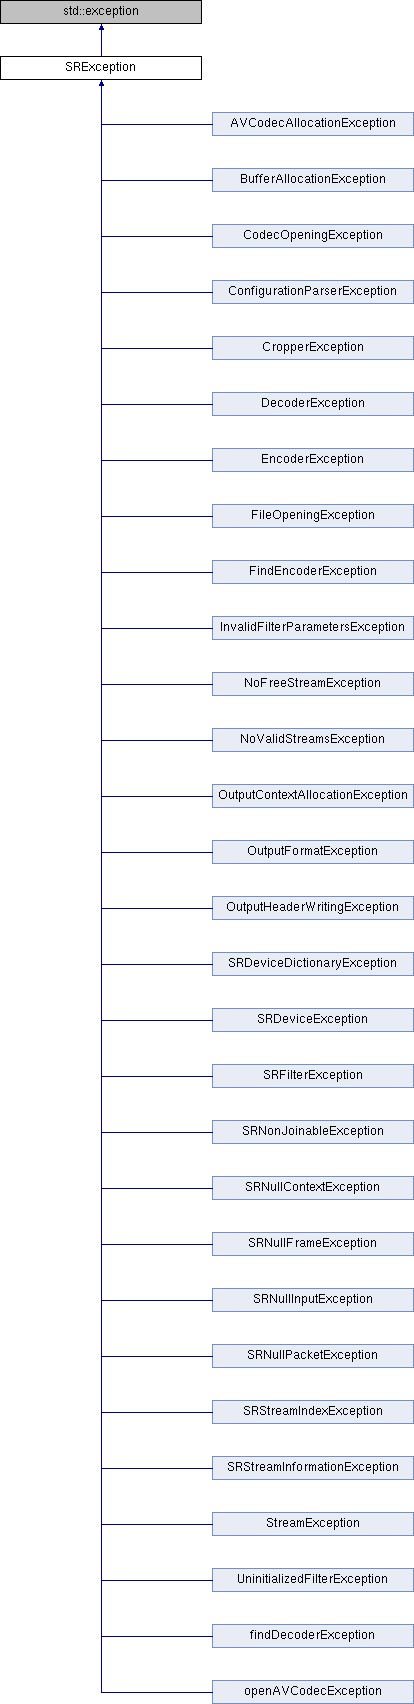 std::exception
SRException
AVCodecAllocationException
BufferAllocationException
CodecOpeningException
ConfigurationParserException
CropperException
DecoderException
EncoderException
FileOpeningException
FindEncoderException
InvalidFilterParametersException
NoFreeStreamException
NoValidStreamsException
OutputContextAllocationException
OutputFormatException
OutputHeaderWritingException
SRDeviceDictionaryException
SRDeviceException
SRFilterException
SRNonJoinableException
SRNullContextException
SRNullFrameException
SRNullInputException
SRNullPacketException
SRStreamIndexException
SRStreamInformationException
StreamException
UninitializedFilterException
findDecoderException
openAVCodecException